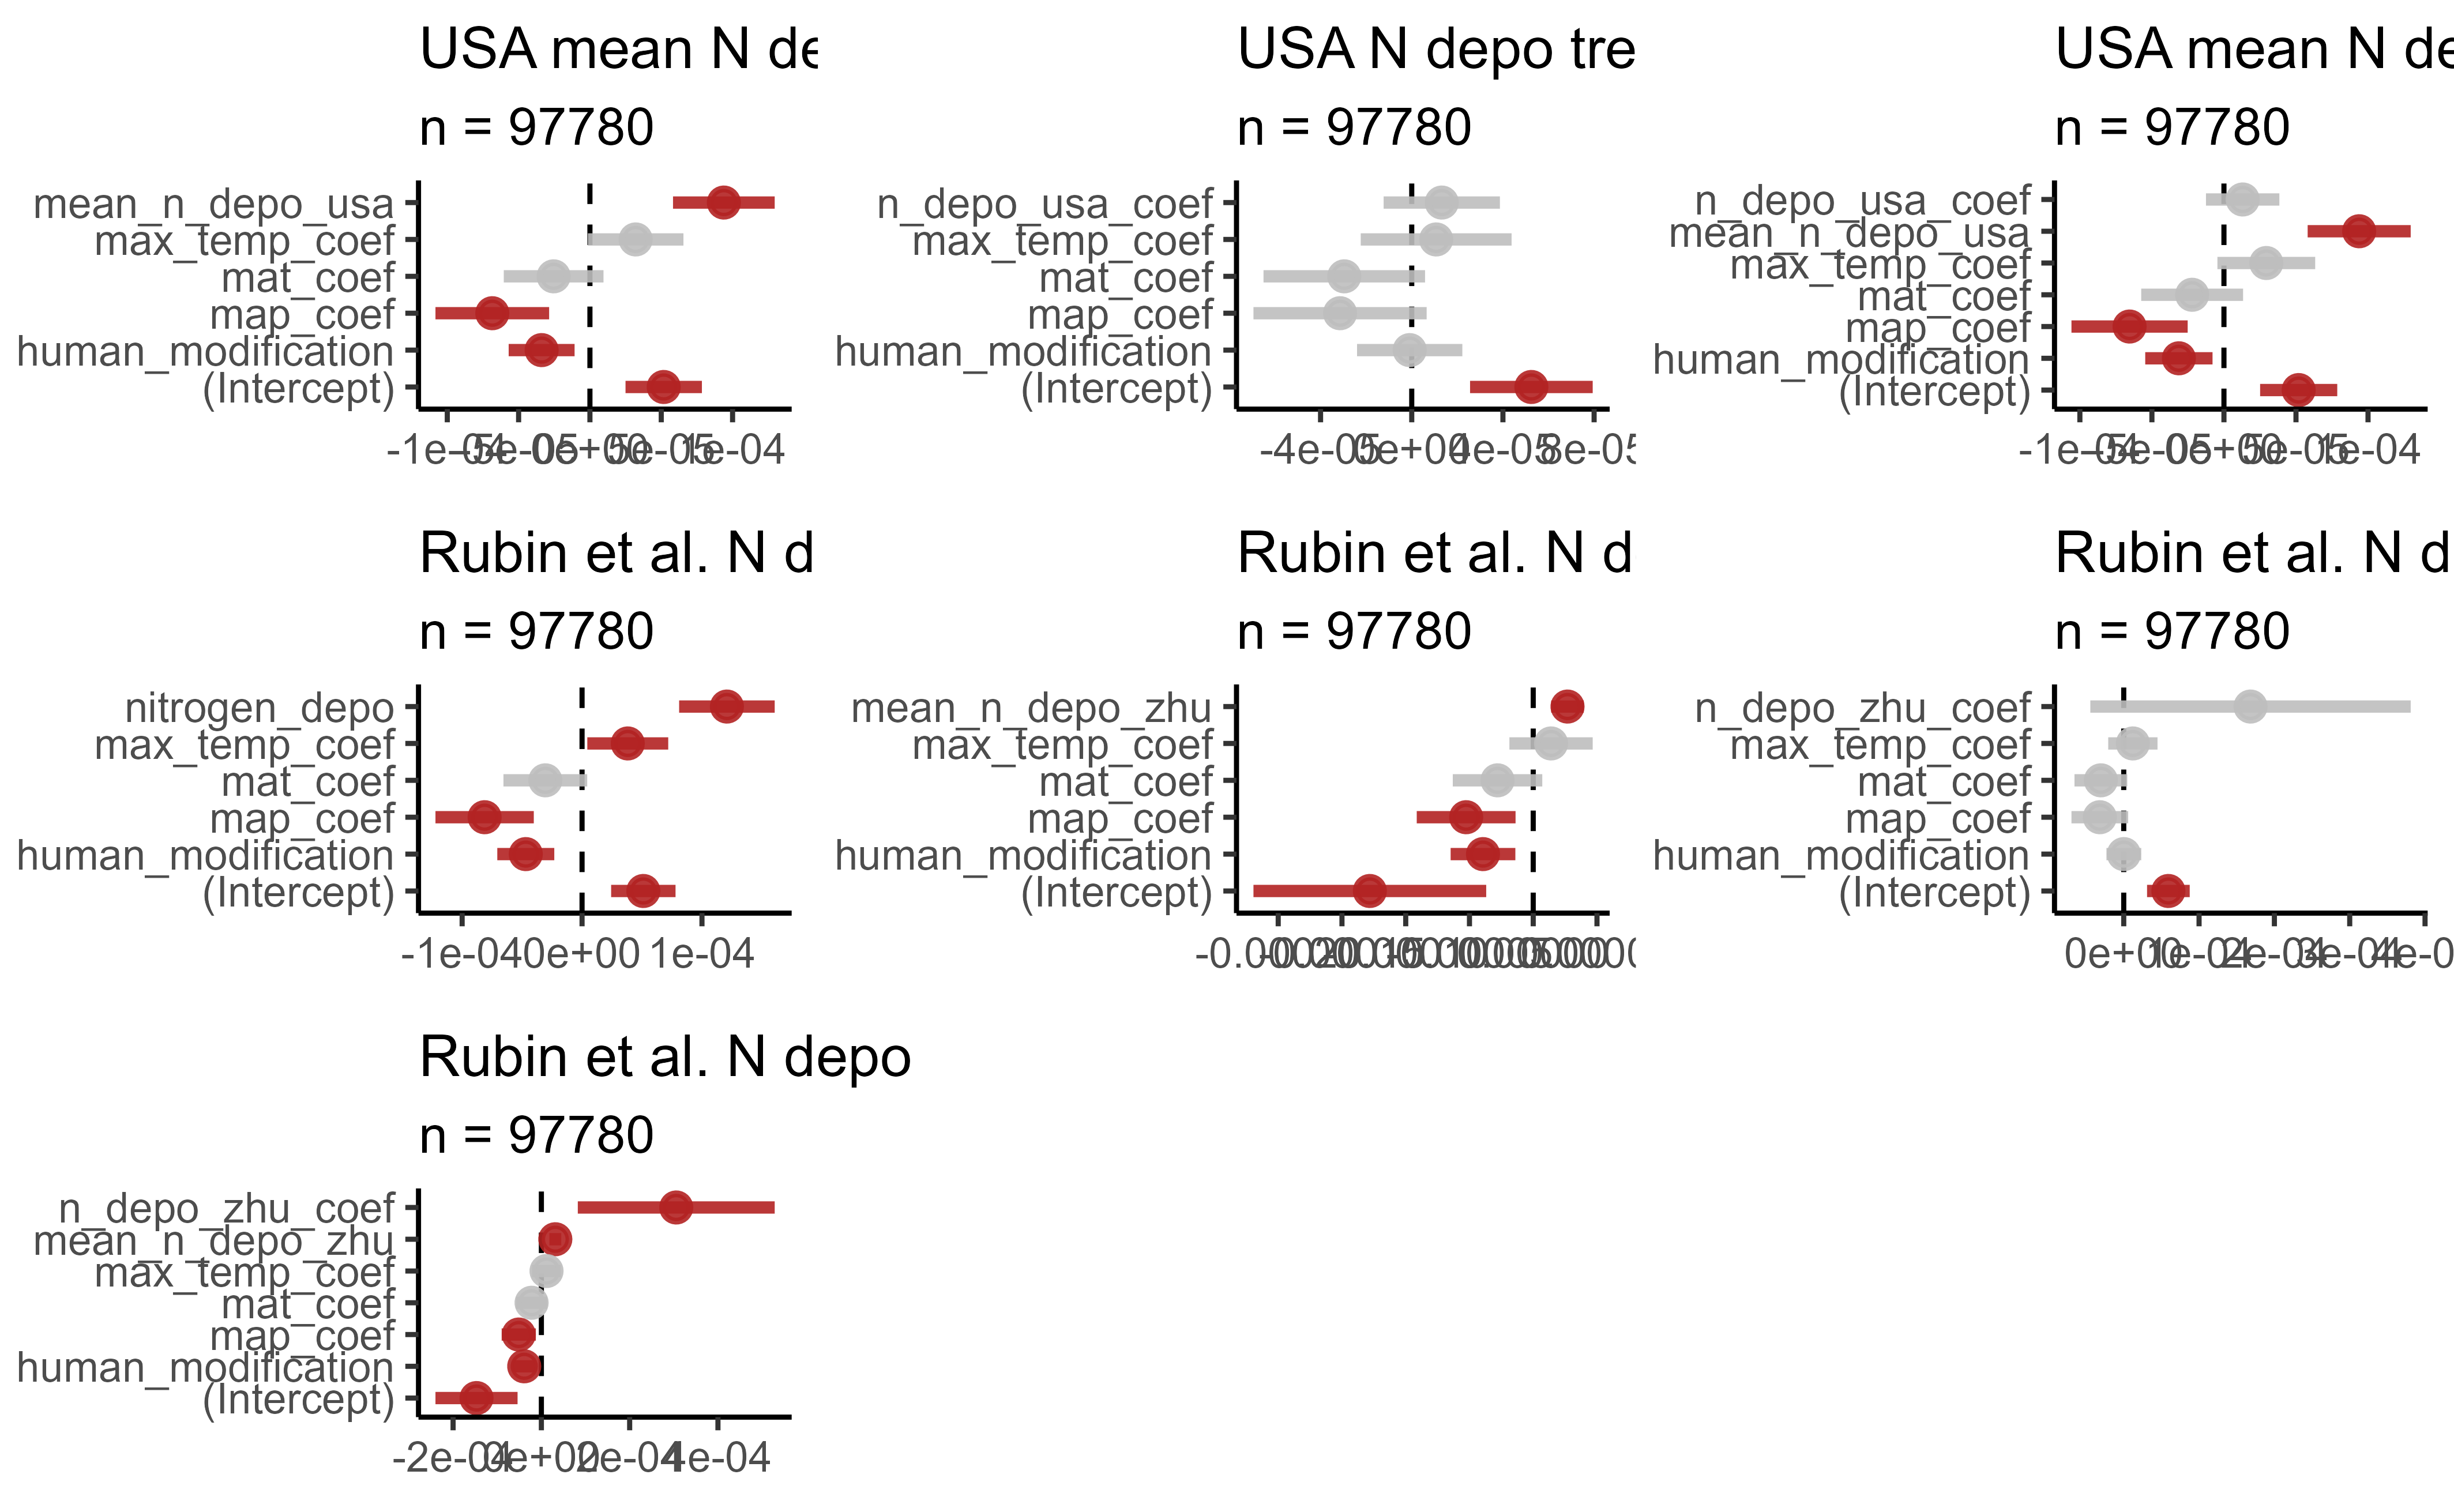 USA mean N de
n = 97780
mean_n_depo_usa
max_temp_coef
mat_coef
map_coef
human_modification
(Intercept)
-1e-04 -5e-05 0e+00 5e-05 1e-04
USA N depo tre
n = 97780
n_depo_usa_coef
max_temp_coef
mat_coef
map_coef
human_modification
(Intercept)
-4e-05 0e+00 4e-05 8e-05
USA mean N de
n = 97780
n_depo_usa_coef
mean_n_depo_usa
max_temp_coef
mat_coef
map_coef
human_modification
(Intercept)
-1e-04 -5e-05 0e+00 5e-05 1e-04
Rubin et al. N d
n = 97780
nitrogen_depo
max_temp_coef
mat_coef
map_coef
human_modification
(Intercept)
-1e-04 0e+00 1e-04
Rubin et al. N d
n = 97780
mean_n_depo_zhu
max_temp_coef
mat_coef
map_coef
human_modification
(Intercept)
Rubin et al. N d
n = 97780
n_depo_zhu_coef
max_temp_coef
mat_coef
map_coef
human_modification
(Intercept)
0e+00 1e-04 2e-04 3e-04 4e-0
Rubin et al. N depo
n = 97780
n_depo_zhu_coef
mean_n_depo_zhu
max_temp_coef
mat_coef
map_coef
human_modification
(Intercept)
-2e-04 0e+00 2e-04 4e-04